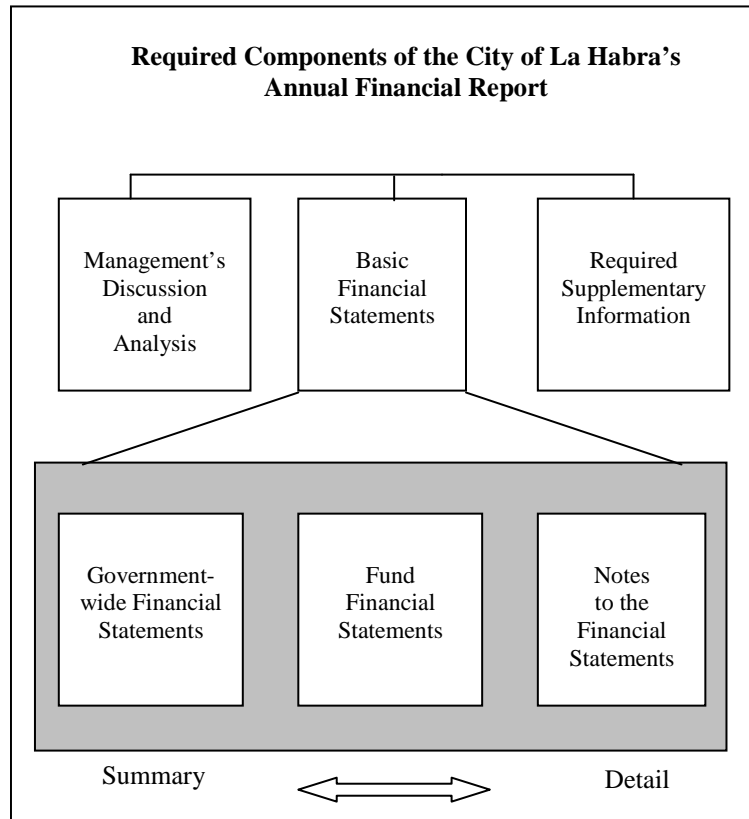 Required Components of the City of La Habra’s
Annual Financial Report
Management’s
Discussion
and
Analysis
Basic
Financial
Statements
Required
Supplementary
Information
Government-
wide Financial
Statements
Fund
Financial
Statements
Notes
to the
Financial
Statements
Summary
Detail